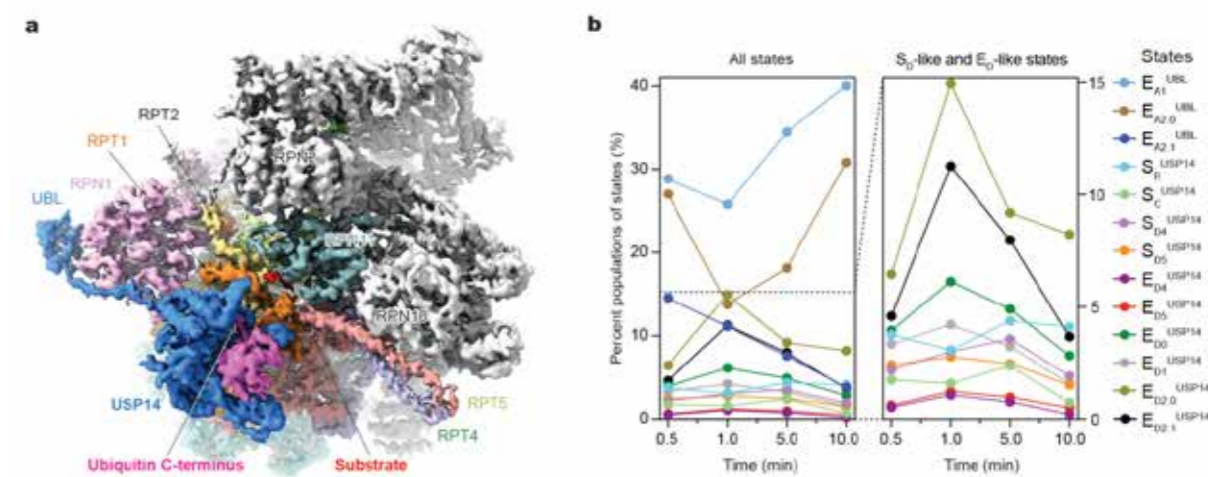 a
RPT2
RPT1
RPN1
UBL
USP14
Ubiquitin C-terminus
Substrate
RPT5
RPT4
b
All states
S_D-like and E_D-like states
Percent populations of states (%)
40
30
20
10
0
0.5 1.0 5.0 10.0
Time (min)
15
10
5
0
0.5 1.0 5.0 10.0
Time (min)
States
E_A1^UBL
E_A2.0^UBL
E_A2.1^UBL
S_C^USP14
S_D4^USP14
S_D5^USP14
E_D4^USP14
E_D5^USP14
E_D0^USP14
E_D1^USP14
E_D2.0^USP14
E_D2.1^USP14